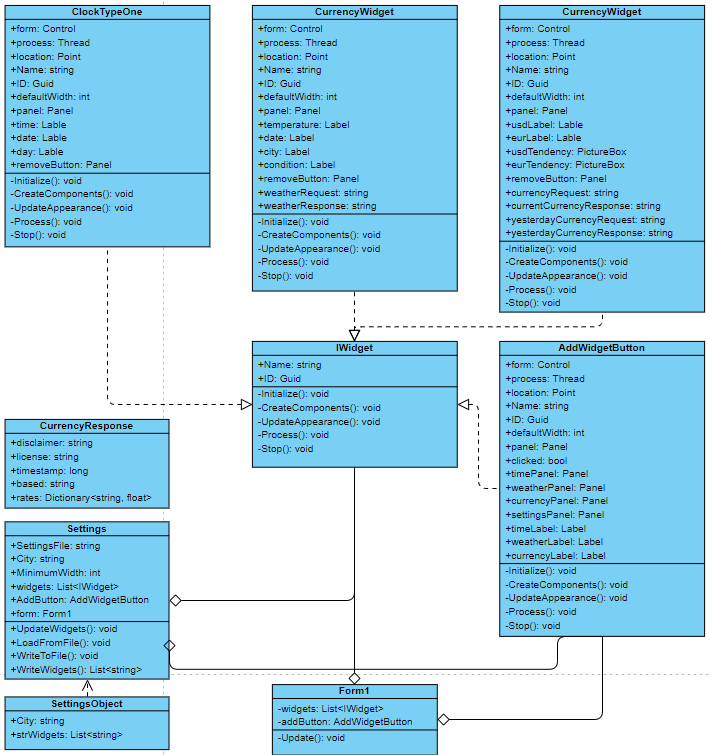 ClockTypeOne
+form: Control
+process: Thread
+location: Point
+Name: string
+ID: Guid
+defaultWidth: int
+panel: Panel
+time: Lable
+date: Lable
+day: Lable
+removeButton: Panel
-Initialize(): void
-CreateComponents(): void
-UpdateAppearance(): void
-Process(): void
-Stop(): void
CurrencyWidget
+form: Control
+process: Thread
+location: Point
+Name: string
+ID: Guid
+defaultWidth: int
+panel: Panel
+temperature: Label
+date: Label
+city: Label
+condition: Label
+removeButton: Panel
+weatherRequest: string
+weatherResponse: string
-Initialize(): void
-CreateComponents(): void
-UpdateAppearance(): void
-Process(): void
-Stop(): void
CurrencyWidget
+form: Control
+process: Thread
+location: Point
+Name: string
+ID: Guid
+defaultWidth: int
+panel: Panel
+usdLabel: Lable
+eurLabel: Lable
+usdTendency: PictureBox
+eurTendency: PictureBox
+removeButton: Panel
+currencyRequest: string
+currentCurrencyResponse: string
+yesterdayCurrencyRequest: string
+yesterdayCurrencyResponse: string
-Initialize(): void
-CreateComponents(): void
-UpdateAppearance(): void
-Process(): void
-Stop(): void
IWidget
+Name: string
+ID: Guid
-Initialize(): void
-CreateComponents(): void
-UpdateAppearance(): void
-Process(): void
-Stop(): void
AddWidgetButton
+form: Control
+process: Thread
+location: Point
+Name: string
+ID: Guid
+defaultWidth: int
+panel: Panel
+clicked: bool
+timePanel: Panel
+weatherPanel: Panel
+currencyPanel: Panel
+settingsPanel: Panel
+timeLabel: Label
+weatherLabel: Label
+currencyLabel: Label
-Initialize(): void
-CreateComponents(): void
-UpdateAppearance(): void
-Process(): void
-Stop(): void
CurrencyResponse
+disclaimer: string
+license: string
+timestamp: long
+based: string
+rates: Dictionary<string, float>
Settings
+SettingsFile: string
+City: string
+MinimumWidth: int
+widgets: List<IWidget>
+AddButton: AddWidgetButton
+form: Form1
+UpdateWidgets(): void
+LoadFromFile(): void
+WriteToFile(): void
+WriteWidgets(): List<string>
SettingsObject
+City: string
+strWidgets: List<string>
Form1
-widgets: List<IWidget>
-addButton: AddWidgetButton
-Update(): void